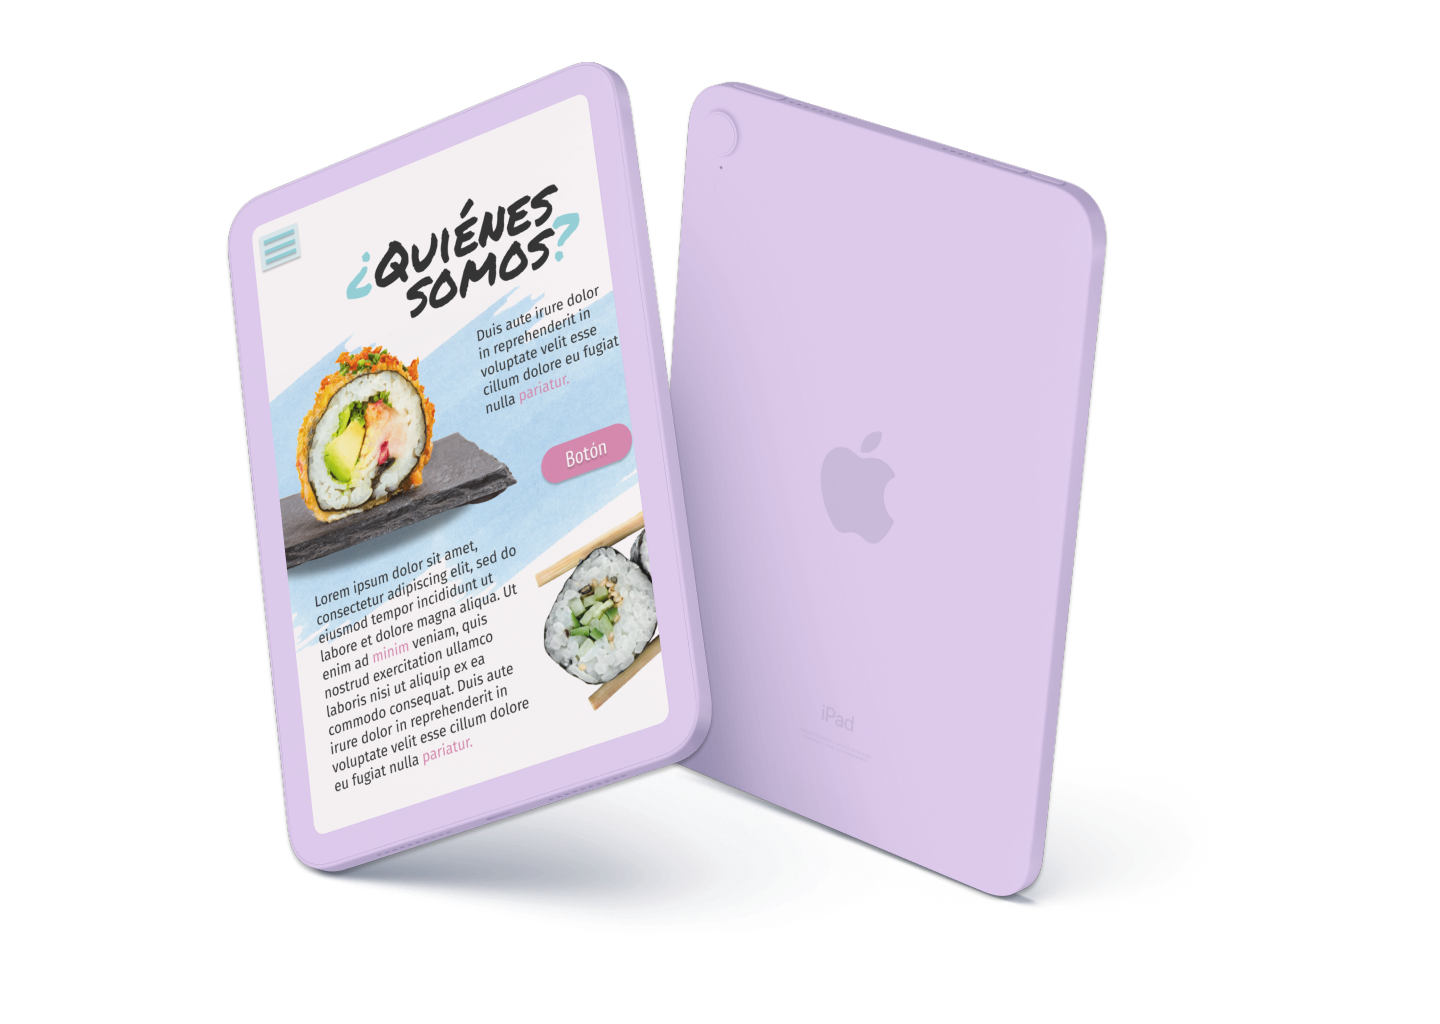 ¿QUIÉNES
SOMOS?
Duis aute irure dolor
in reprehenderit in
voluptate velit esse
cillum dolore eu fugiat
nulla pariatur.
Botón
Lorem ipsum dolor sit amet,
consectetur adipiscing elit, sed do
eiusmod tempor incididunt ut
labore et dolore magna aliqua. Ut
enim ad minim veniam, quis
nostrud exercitation ullamco
laboris nisi ut aliquip ex ea
commodo consequat. Duis aute
irure dolor in reprehenderit in
voluptate velit esse cillum dolore
eu fugiat nulla pariatur.
iPad